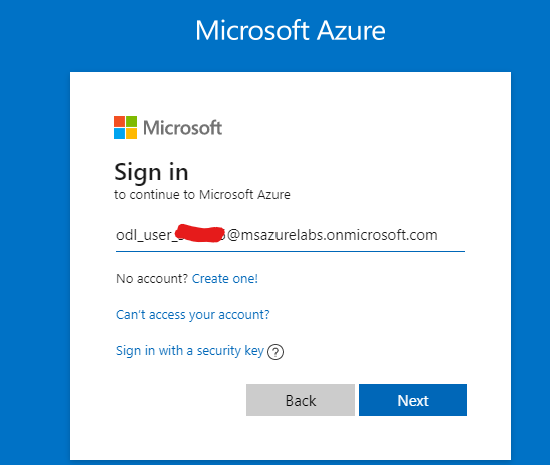 Microsoft Azure
Microsoft
Sign in
to continue to Microsoft Azure
odl_user_@msazurelabs.onmicrosoft.com
No account? Create one!
Can't access your account?
Sign in with a security key
Back
Next